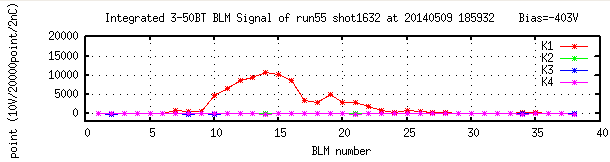 Integrated 3-50BT BLM Signal of run55 shot1632 at 20140509 185932 Bias=-403V
point (10V/20000point/2nC)
20000
15000
10000
5000
0
K1
K2
K3
K4
0 5 10 15 20 25 30 35 40
BLM number